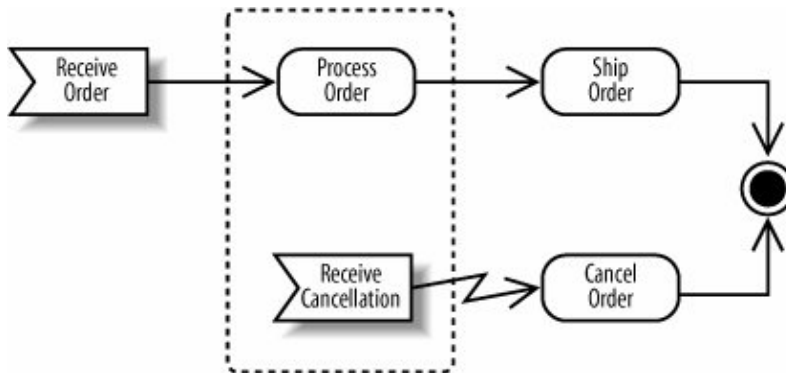 Receive
Order
Process
Order
Ship
Order
Receive
Cancellation
Cancel
Order